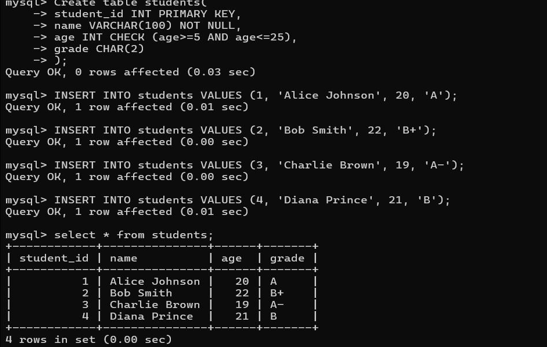 mysql> Create table students(
    -> student_id INT PRIMARY KEY,
    -> name VARCHAR(100) NOT NULL,
    -> age INT CHECK (age>=5 AND age<=25),
    -> grade CHAR(2)
    -> );
Query OK, 0 rows affected (0.03 sec)
mysql> INSERT INTO students VALUES (1, 'Alice Johnson', 20, 'A');
Query OK, 1 row affected (0.01 sec)
mysql> INSERT INTO students VALUES (2, 'Bob Smith', 22, 'B+');
Query OK, 1 row affected (0.00 sec)
mysql> INSERT INTO students VALUES (3, 'Charlie Brown', 19, 'A-');
Query OK, 1 row affected (0.00 sec)
mysql> INSERT INTO students VALUES (4, 'Diana Prince', 21, 'B');
Query OK, 1 row affected (0.01 sec)
mysql> select * from students;
+------------+---------------+------+-------+
| student_id | name          | age  | grade |
+------------+---------------+------+-------+
|          1 | Alice Johnson |   20 | A     |
|          2 | Bob Smith     |   22 | B+    |
|          3 | Charlie Brown |   19 | A-    |
|          4 | Diana Prince  |   21 | B     |
+------------+---------------+------+-------+
4 rows in set (0.00 sec)